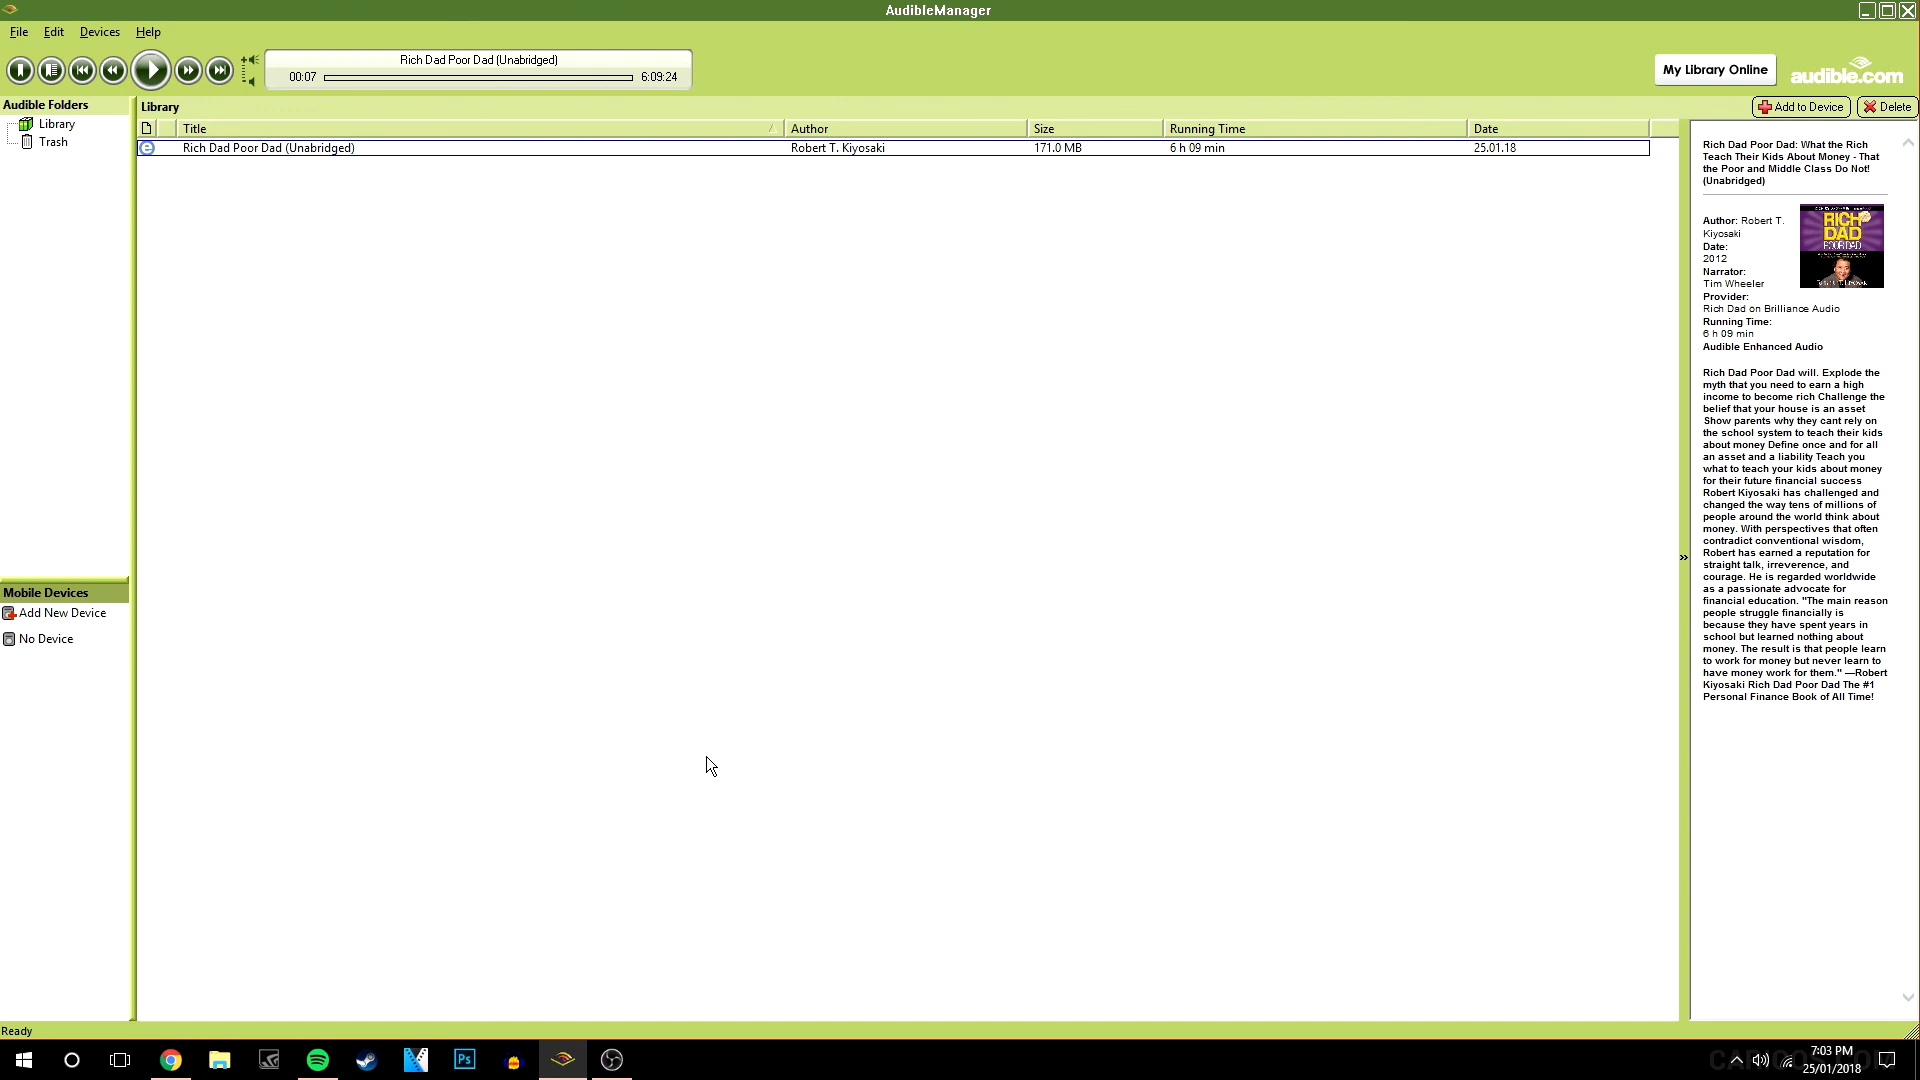 AudibleManager
File Edit Devices Help
Rich Dad Poor Dad (Unabridged)
00:07 6:09:24
My Library Online
audible.com
Audible Folders
Library
Trash
Library
Add to Device Delete
Title Author Size Running Time Date
Rich Dad Poor Dad (Unabridged) Robert T. Kiyosaki 171.0 MB 6 h 09 min 25.01.18
Mobile Devices
Add New Device
No Device
Rich Dad Poor Dad: What the Rich
Teach Their Kids About Money - That
the Poor and Middle Class Do Not!
(Unabridged)
Author: Robert T.
Kiyosaki
Date:
2012
Narrator:
Tim Wheeler
Provider:
Rich Dad on Brilliance Audio
Running Time:
6 h 09 min
Audible Enhanced Audio
RICH
DAD
POOR DAD
Rich Dad Poor Dad will. Explode the
myth that you need to earn a high
income to become rich Challenge the
belief that your house is an asset
Show parents why they cant rely on
the school system to teach their kids
about money Define once and for all
an asset and a liability Teach you
what to teach your kids about money
for their future financial success
Robert Kiyosaki has challenged and
changed the way tens of millions of
people around the world think about
money. With perspectives that often
contradict conventional wisdom,
Robert has earned a reputation for
straight talk, irreverence, and
courage. He is regarded worldwide
as a passionate advocate for
financial education. "The main reason
people struggle financially is
because they have spent years in
school but learned nothing about
money. The result is that people learn
to work for money but never learn to
have money work for them." —Robert
Kiyosaki Rich Dad Poor Dad The #1
Personal Finance Book of All Time!
»
Ready
Ps
7:03 PM
25/01/2018